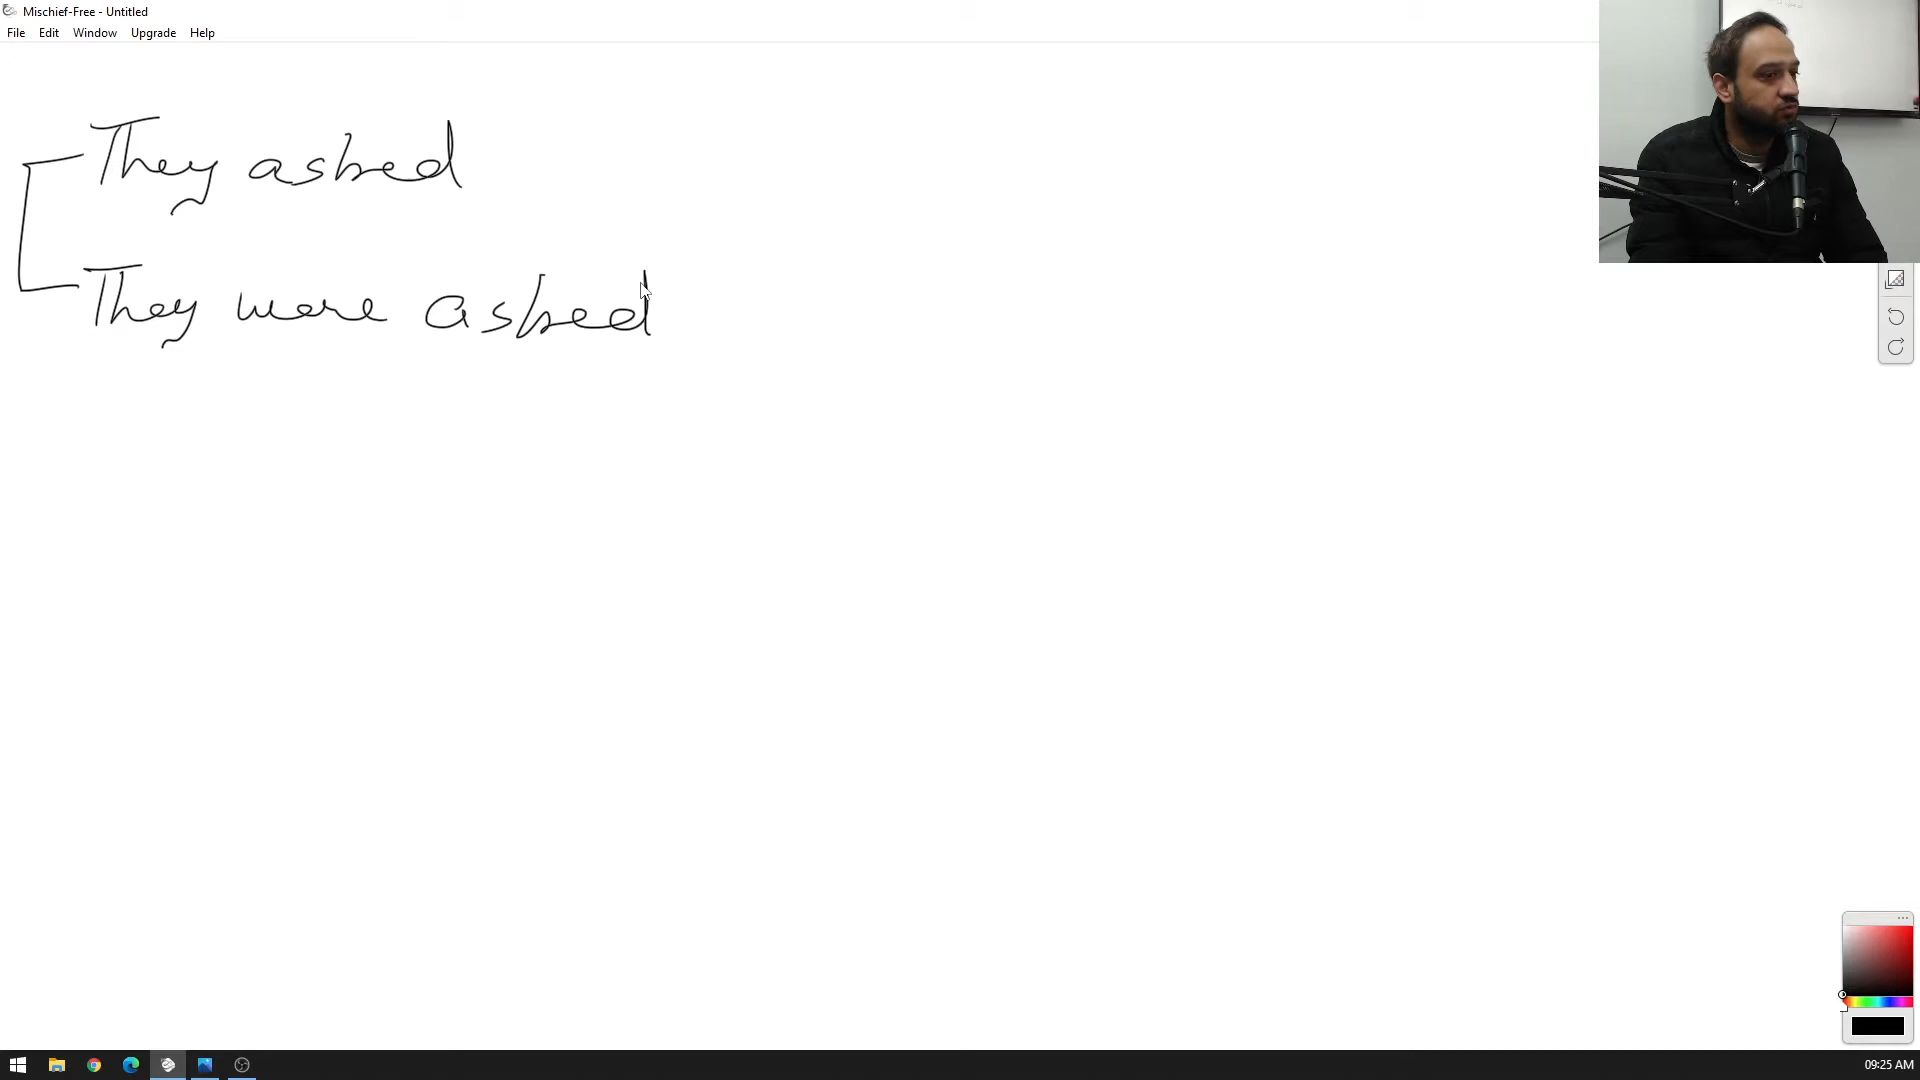 Mischief-Free - Untitled
File Edit Window Upgrade Help
They asked
They were asked
09:25 AM